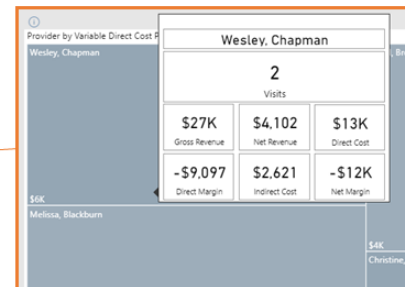 Provider by Variable Direct Cost P
Wesley, Chapman
Wesley, Chapman
2
Visits
$27K
Gross Revenue
$4,102
Net Revenue
$13K
Direct Cost
-$9,097
Direct Margin
$2,621
Indirect Cost
-$12K
Net Margin
, Br
$6K
Melissa, Blackburn
$4K
Christine,